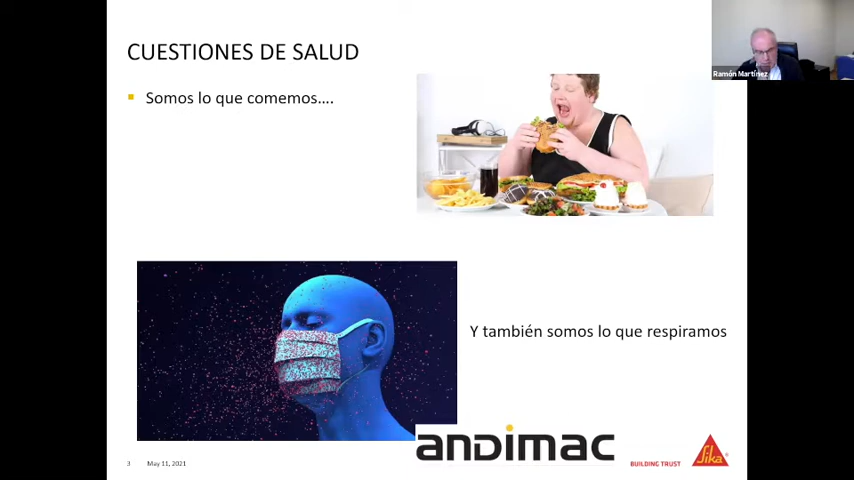 CUESTIONES DE SALUD
Ramón Martínez
Somos lo que comemos....
Y también somos lo que respiramos
anDimac
BUILDING TRUST
Sika
3 May 11, 2021